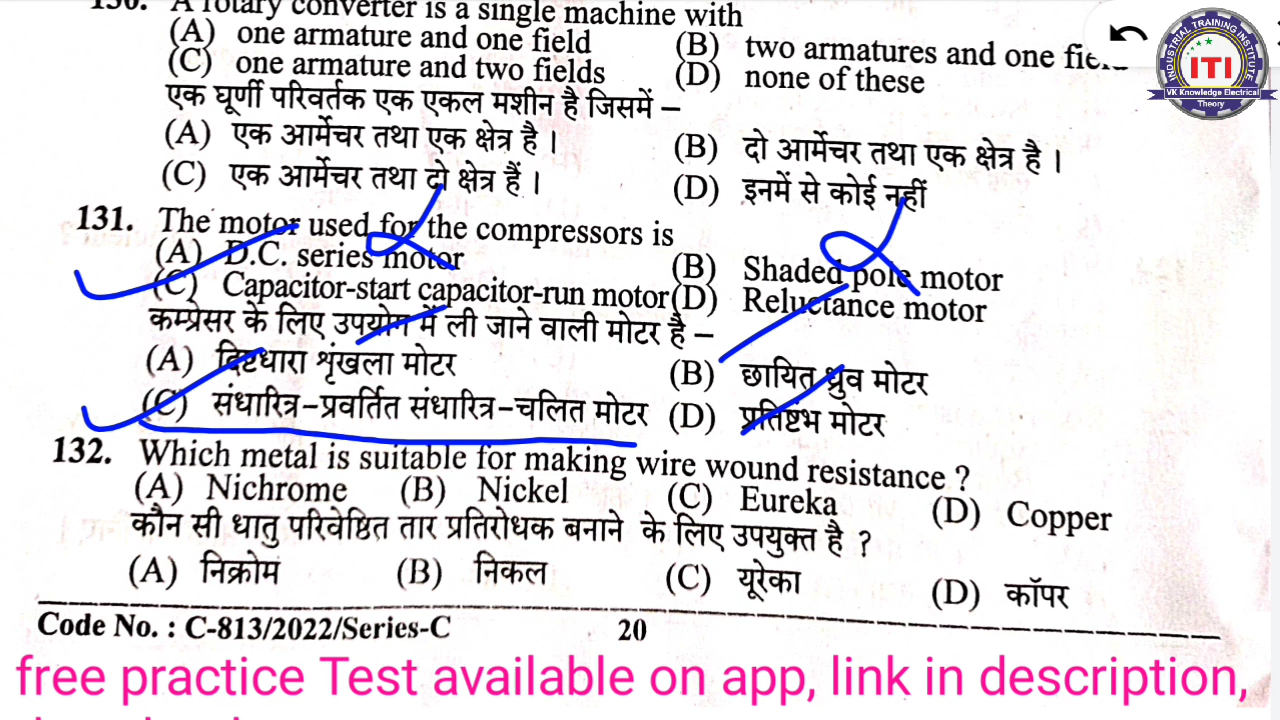 130. A rotary converter is a single machine with
(A) one armature and one field (B) two armatures and one field
(C) one armature and two fields (D) none of these
एक घूर्णी परिवर्तक एक एकल मशीन है जिसमें –
(A) एक आर्मेचर तथा एक क्षेत्र है । (B) दो आर्मेचर तथा एक क्षेत्र है ।
(C) एक आर्मेचर तथा दो क्षेत्र हैं । (D) इनमें से कोई नहीं
131. The motor used for the compressors is
(A) D.C. series motor (B) Shaded pole motor
(C) Capacitor-start capacitor-run motor (D) Reluctance motor
कम्प्रेसर के लिए उपयोग में ली जाने वाली मोटर है –
(A) दिष्टधारा शृंखला मोटर (B) छायित ध्रुव मोटर
(C) संधारित्र-प्रवर्तित संधारित्र-चलित मोटर (D) प्रतिष्टंभ मोटर
132. Which metal is suitable for making wire wound resistance ?
(A) Nichrome (B) Nickel (C) Eureka (D) Copper
कौन सी धातु परिवेष्ठित तार प्रतिरोधक बनाने के लिए उपयुक्त है ?
(A) निक्रोम (B) निकल (C) यूरेका (D) कॉपर
Code No. : C-813/2022/Series-C 20
INDUSTRIAL TRAINING INSTITUTE
ITI
VK Knowledge Electrical
Theory
free practice Test available on app, link in description,